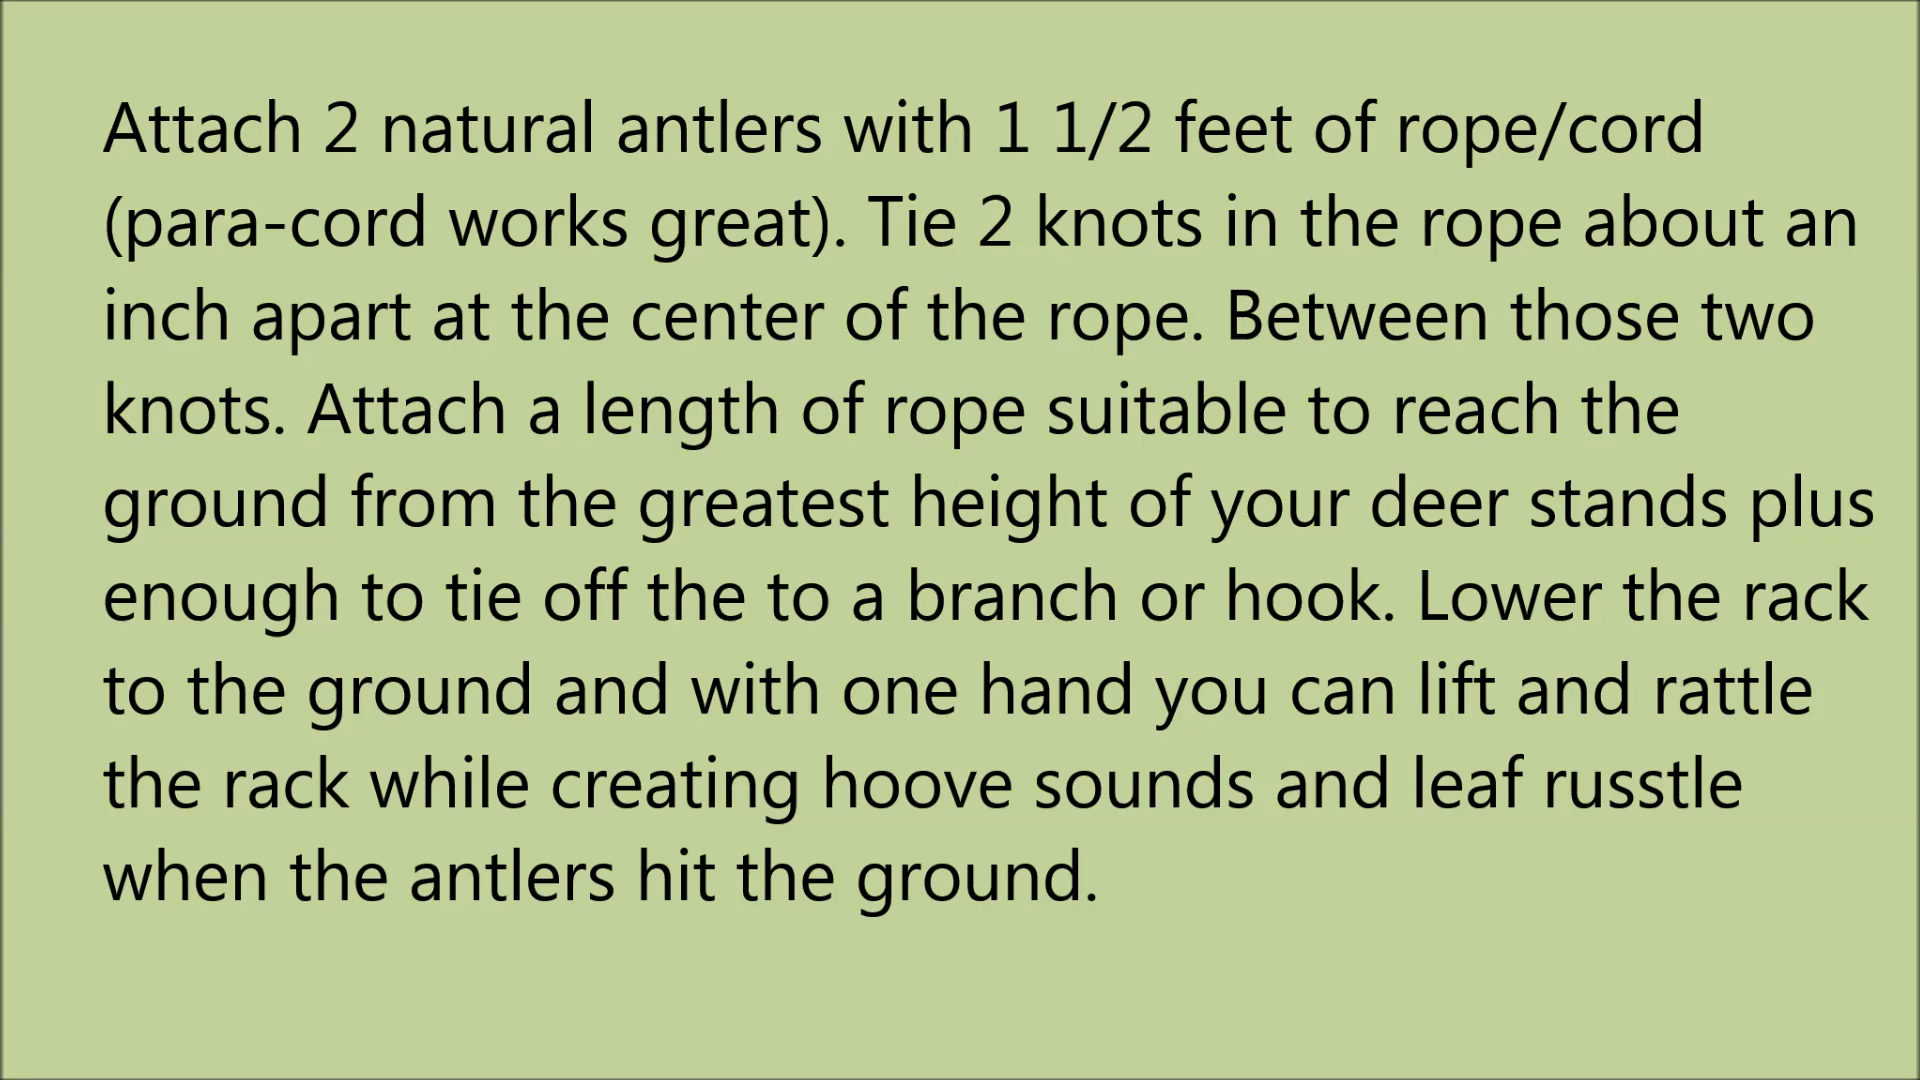 Attach 2 natural antlers with 1 1/2 feet of rope/cord
(para-cord works great). Tie 2 knots in the rope about an
inch apart at the center of the rope. Between those two
knots. Attach a length of rope suitable to reach the
ground from the greatest height of your deer stands plus
enough to tie off the to a branch or hook. Lower the rack
to the ground and with one hand you can lift and rattle
the rack while creating hoove sounds and leaf russtle
when the antlers hit the ground.